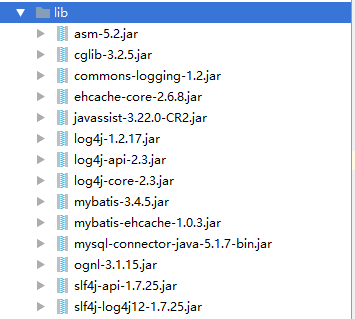 lib
asm-5.2.jar
cglib-3.2.5.jar
commons-logging-1.2.jar
ehcache-core-2.6.8.jar
javassist-3.22.0-CR2.jar
log4j-1.2.17.jar
log4j-api-2.3.jar
log4j-core-2.3.jar
mybatis-3.4.5.jar
mybatis-ehcache-1.0.3.jar
mysql-connector-java-5.1.7-bin.jar
ognl-3.1.15.jar
slf4j-api-1.7.25.jar
slf4j-log4j12-1.7.25.jar